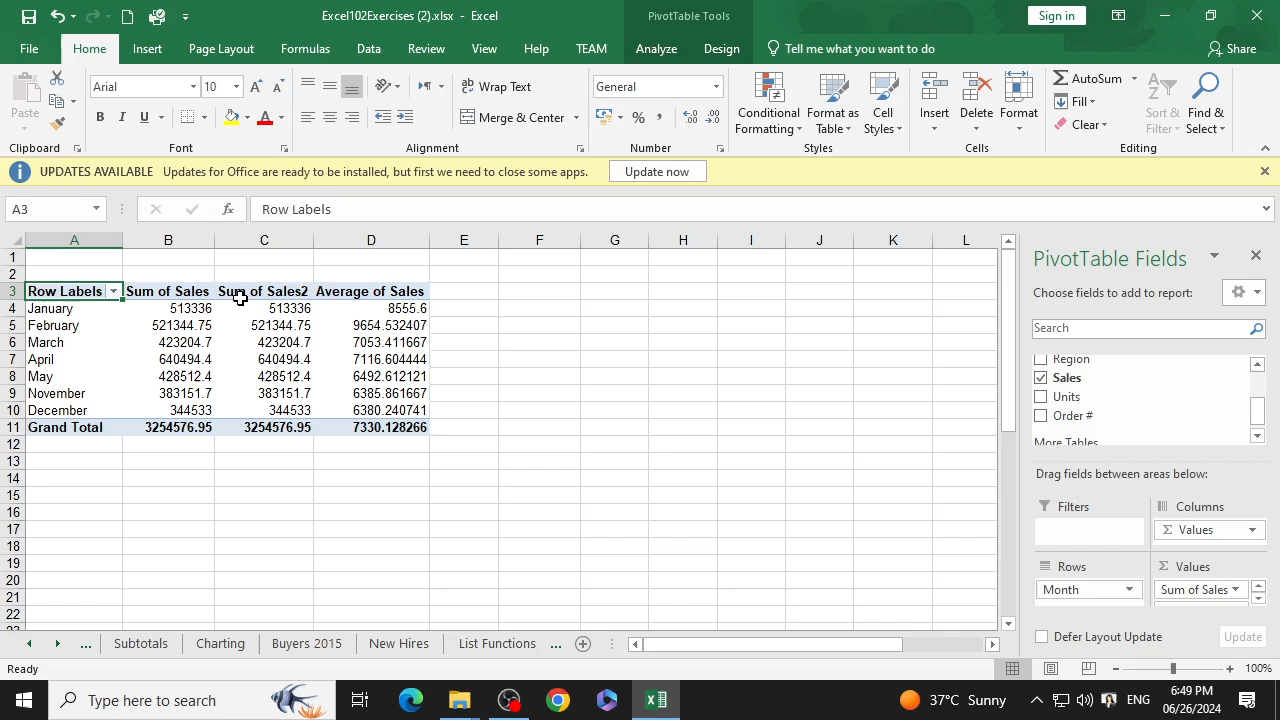 Excel102Exercises (2).xlsx - Excel
PivotTable Tools
Sign in
File Home Insert Page Layout Formulas Data Review View Help TEAM Analyze Design Tell me what you want to do Share
Paste
Arial 10
B I U
Wrap Text
Merge & Center
General
Conditional Formatting
Format as Table
Cell Styles
Insert
Delete
Format
AutoSum
Fill
Clear
Sort & Filter
Find & Select
Clipboard Font Alignment Number Styles Cells Editing
UPDATES AVAILABLE Updates for Office are ready to be installed, but first we need to close some apps. Update now
A3 fx Row Labels
A B C D E F G H I J K L
1
2
3 Row Labels Sum of Sales Sum of Sales2 Average of Sales
4 January 513336 513336 8555.6
5 February 521344.75 521344.75 9654.532407
6 March 423204.7 423204.7 7053.411667
7 April 640494.4 640494.4 7116.604444
8 May 428512.4 428512.4 6492.612121
9 November 383151.7 383151.7 6385.861667
10 December 344533 344533 6380.240741
11 Grand Total 3254576.95 3254576.95 7330.128266
12
13
14
15
16
17
18
19
20
21
22
PivotTable Fields
Choose fields to add to report:
Search
Region
Sales
Units
Order #
More Tables
Drag fields between areas below:
Filters
Columns
Values
Rows
Values
Month
Sum of Sales
Defer Layout Update
Update
... Subtotals Charting Buyers 2015 New Hires List Functions ...
Ready
100%
Type here to search
37°C Sunny
ENG
6:49 PM
06/26/2024